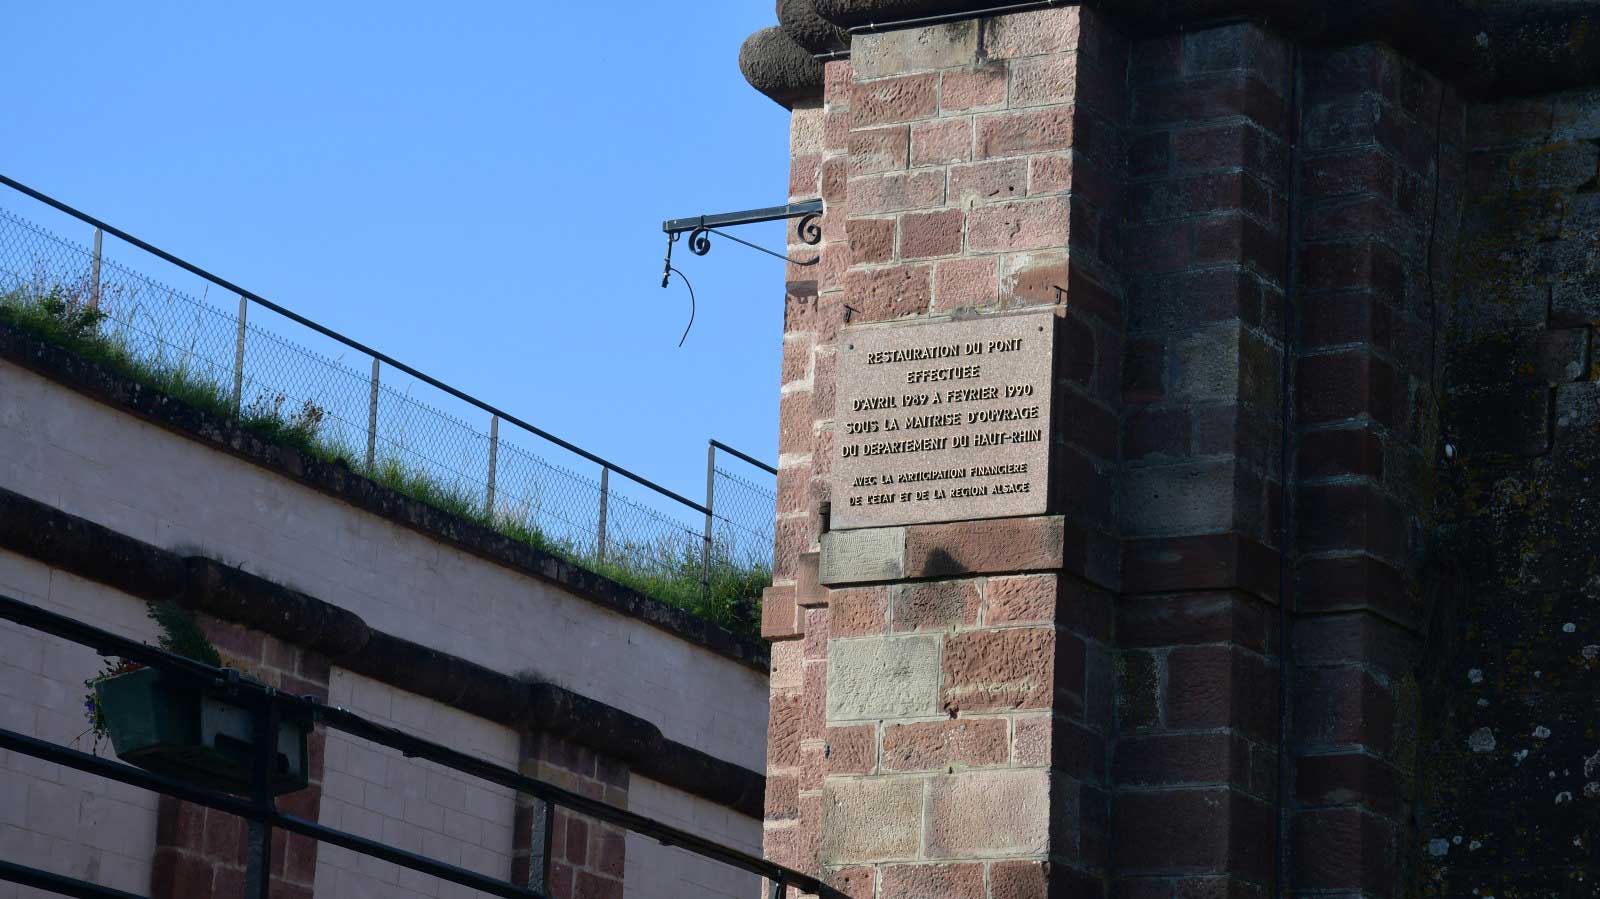 RESTAURATION DU PONT
EFFECTUEE
D'AVRIL 1989 A FEVRIER 1990
SOUS LA MAITRISE D'OUVRAGE
DU DEPARTEMENT DU HAUT-RHIN
AVEC LA PARTICIPATION FINANCIERE
DE L'ETAT ET DE LA REGION ALSACE